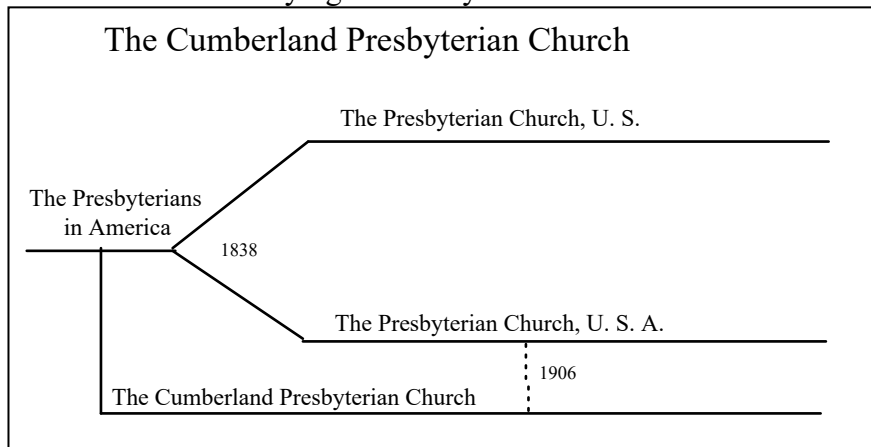 The Cumberland Presbyterian Church
The Presbyterian Church, U. S.
The Presbyterians
in America
1838
The Presbyterian Church, U. S. A.
1906
The Cumberland Presbyterian Church